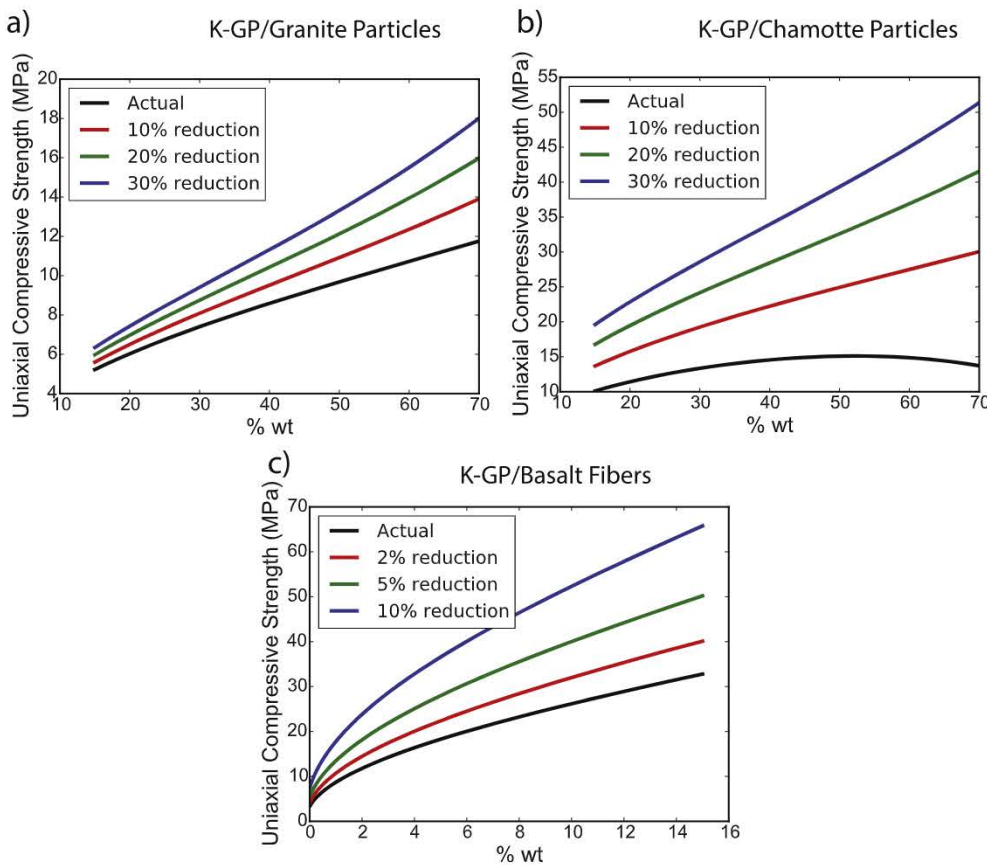 a)
K-GP/Granite Particles
Uniaxial Compressive Strength (MPa)
20
18
16
14
12
10
8
6
4
Actual
10% reduction
20% reduction
30% reduction
10 20 30 40 50 60 70
% wt
b)
K-GP/Chamotte Particles
Uniaxial Compressive Strength (MPa)
55
50
45
40
35
30
25
20
15
10
Actual
10% reduction
20% reduction
30% reduction
20 30 40 50 60 70
% wt
c)
K-GP/Basalt Fibers
Uniaxial Compressive Strength (MPa)
70
60
50
40
30
20
10
0
Actual
2% reduction
5% reduction
10% reduction
0 2 4 6 8 10 12 14 16
% wt